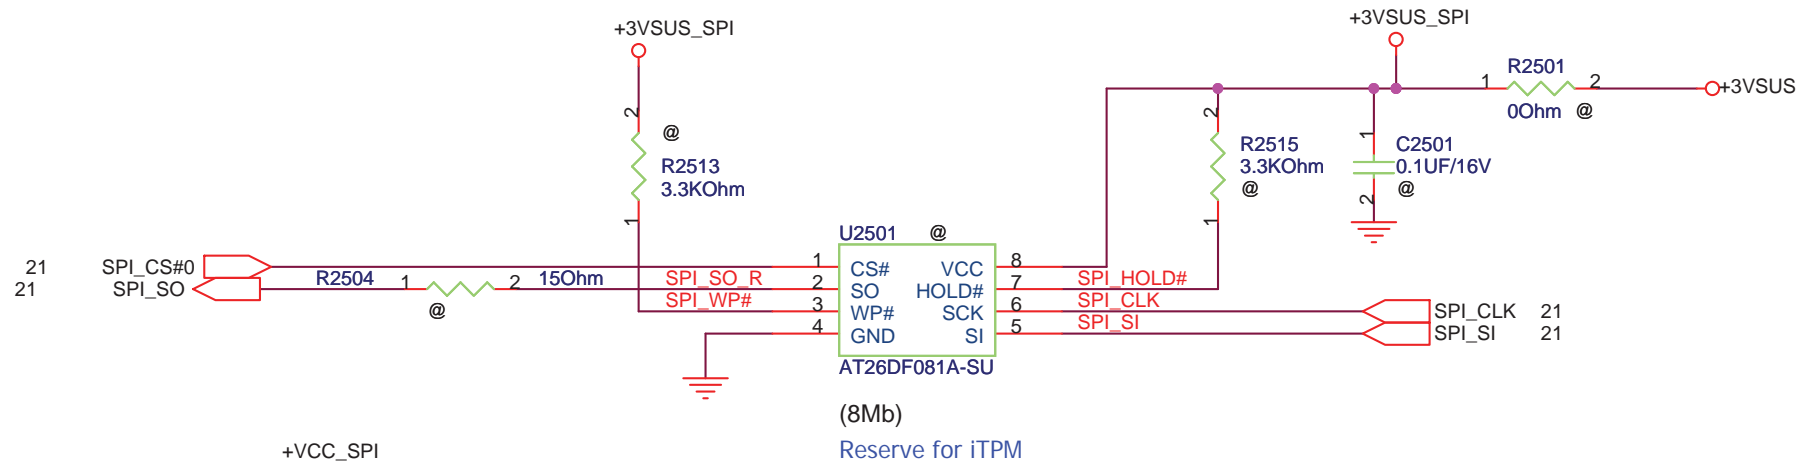 +3VSUS_SPI
+3VSUS_SPI
R2501
1 2
+3VSUS
0Ohm @
2
@
R2513
3.3KOhm
1
2
R2515
3.3KOhm
@
1
1
C2501
0.1UF/16V
@
2
U2501 @
21 SPI_CS#0
1 CS#
VCC 8
21 SPI_SO
R2504 1 2 15Ohm
@
SPI_SO_R 2 SO
HOLD# 7 SPI_HOLD#
SPI_WP# 3 WP#
SCK 6 SPI_CLK
SPI_CLK 21
4 GND
SI 5 SPI_SI
SPI_SI 21
AT26DF081A-SU
(8Mb)
Reserve for iTPM
+VCC_SPI